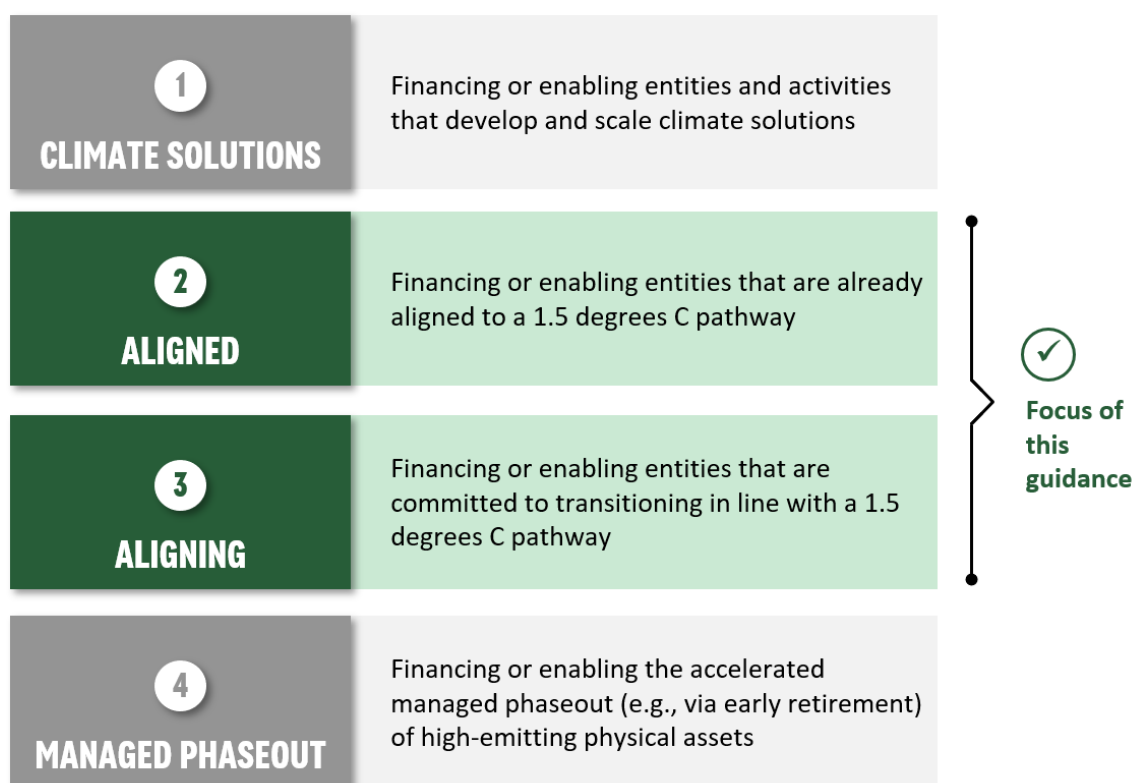 1
CLIMATE SOLUTIONS
Financing or enabling entities and activities
that develop and scale climate solutions
2
ALIGNED
Financing or enabling entities that are already
aligned to a 1.5 degrees C pathway
3
ALIGNING
Financing or enabling entities that are
committed to transitioning in line with a 1.5
degrees C pathway
4
MANAGED PHASEOUT
Financing or enabling the accelerated
managed phaseout (e.g., via early retirement)
of high-emitting physical assets
Focus of
this
guidance